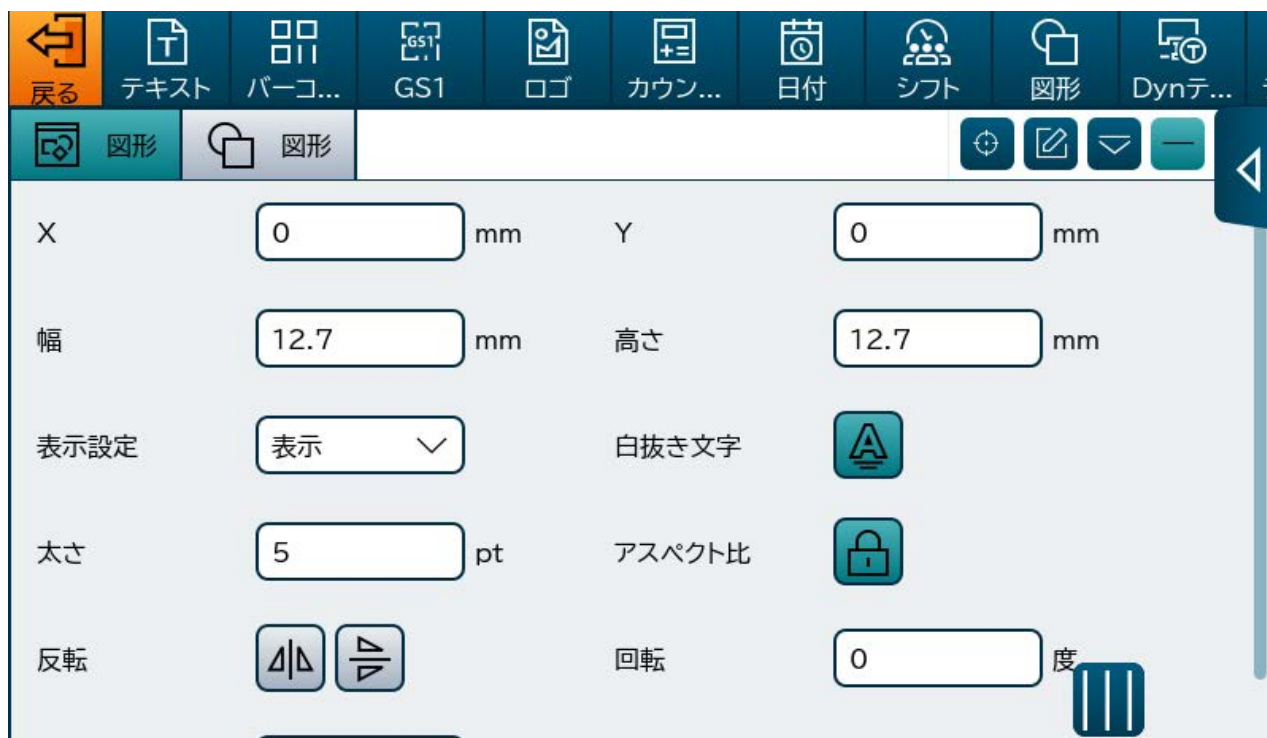 戻る テキスト バーコ... GS1 ロゴ カウン... 日付 シフト 図形 Dynテ...
図形 図形
X 0 mm Y 0 mm
幅 12.7 mm 高さ 12.7 mm
表示設定 表示 白抜き文字
太さ 5 pt アスペクト比
反転 回転 0 度